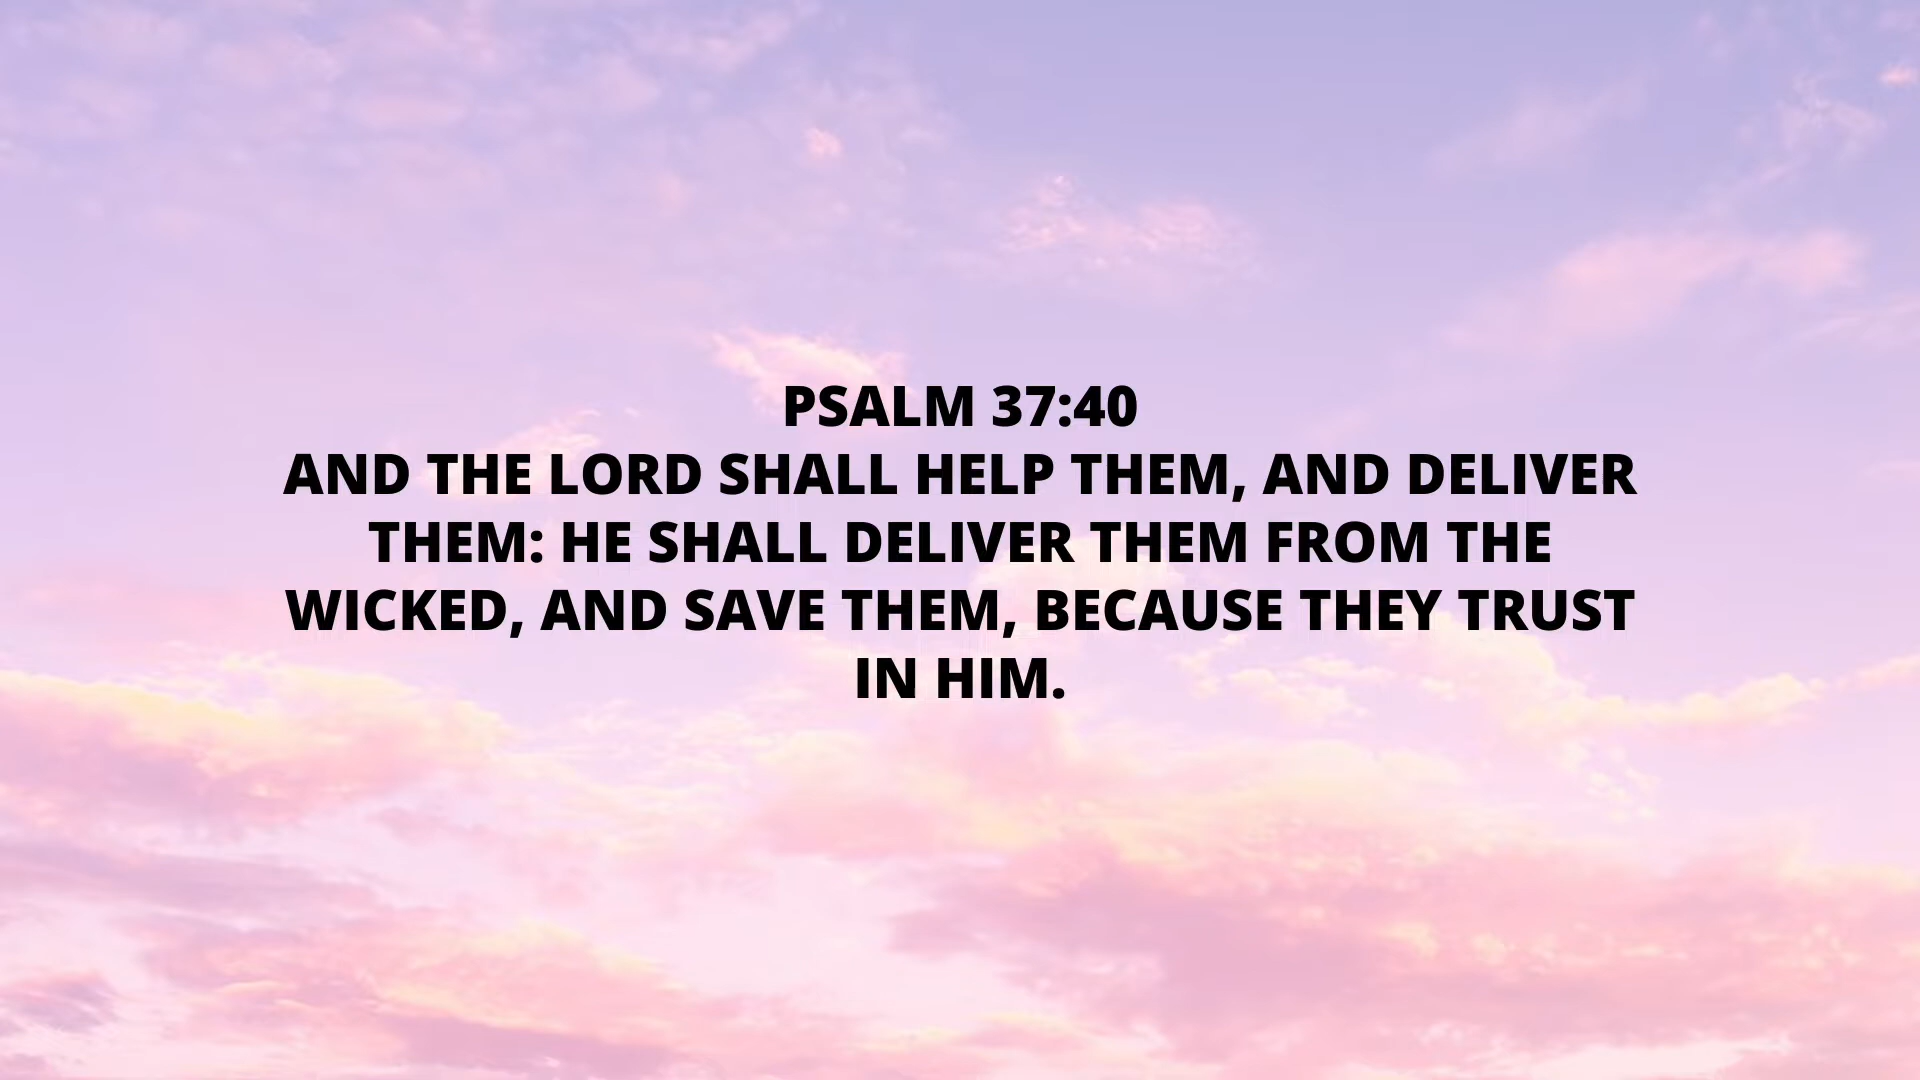 PSALM 37:40
AND THE LORD SHALL HELP THEM, AND DELIVER
THEM: HE SHALL DELIVER THEM FROM THE
WICKED, AND SAVE THEM, BECAUSE THEY TRUST
IN HIM.